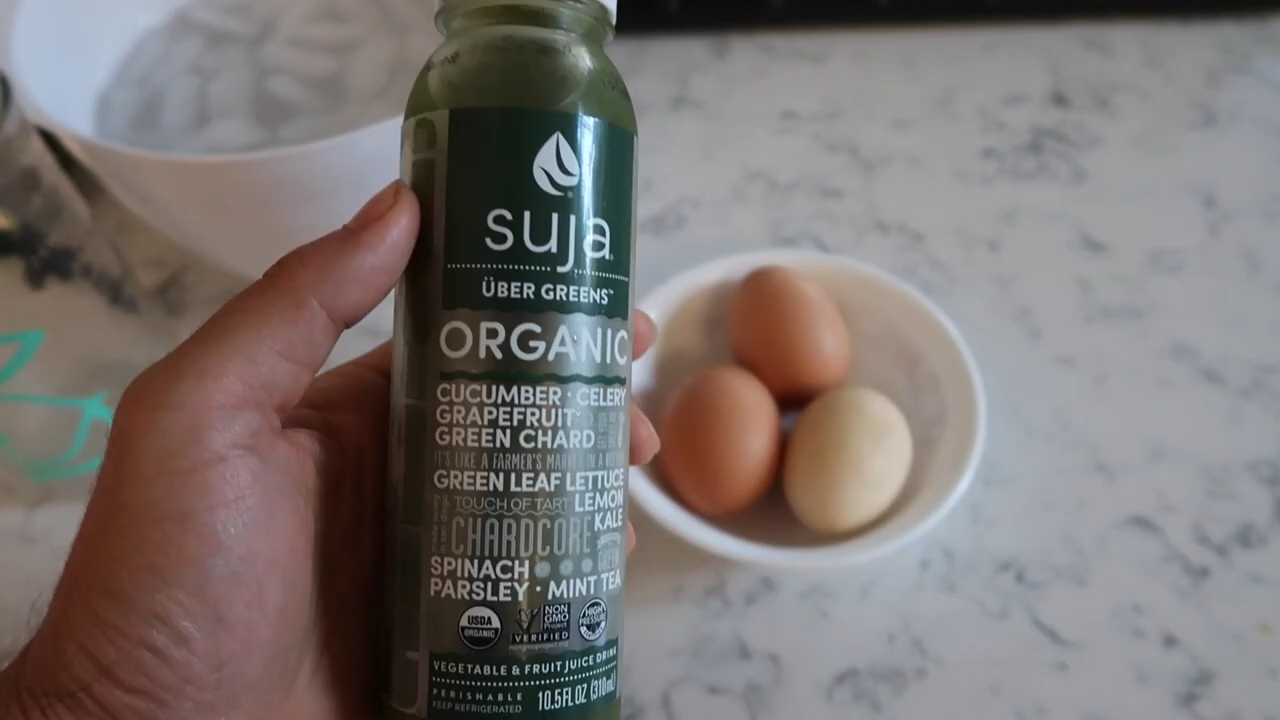 suja
ÜBER GREENS™
ORGANIC
CUCUMBER · CELERY
GRAPEFRUIT
GREEN CHARD
IT'S LIKE A FARMER'S MARKET IN A
GREEN LEAF LETTUCE
TOUCH OF TART LEMON
KALE
CHARDCORE
SPINACH
PARSLEY · MINT TEA
USDA ORGANIC
NON GMO Project VERIFIED
HIGH PRESSURE
VEGETABLE & FRUIT JUICE DRINK
PERISHABLE
KEEP REFRIGERATED
10.5 FL OZ (310mL)